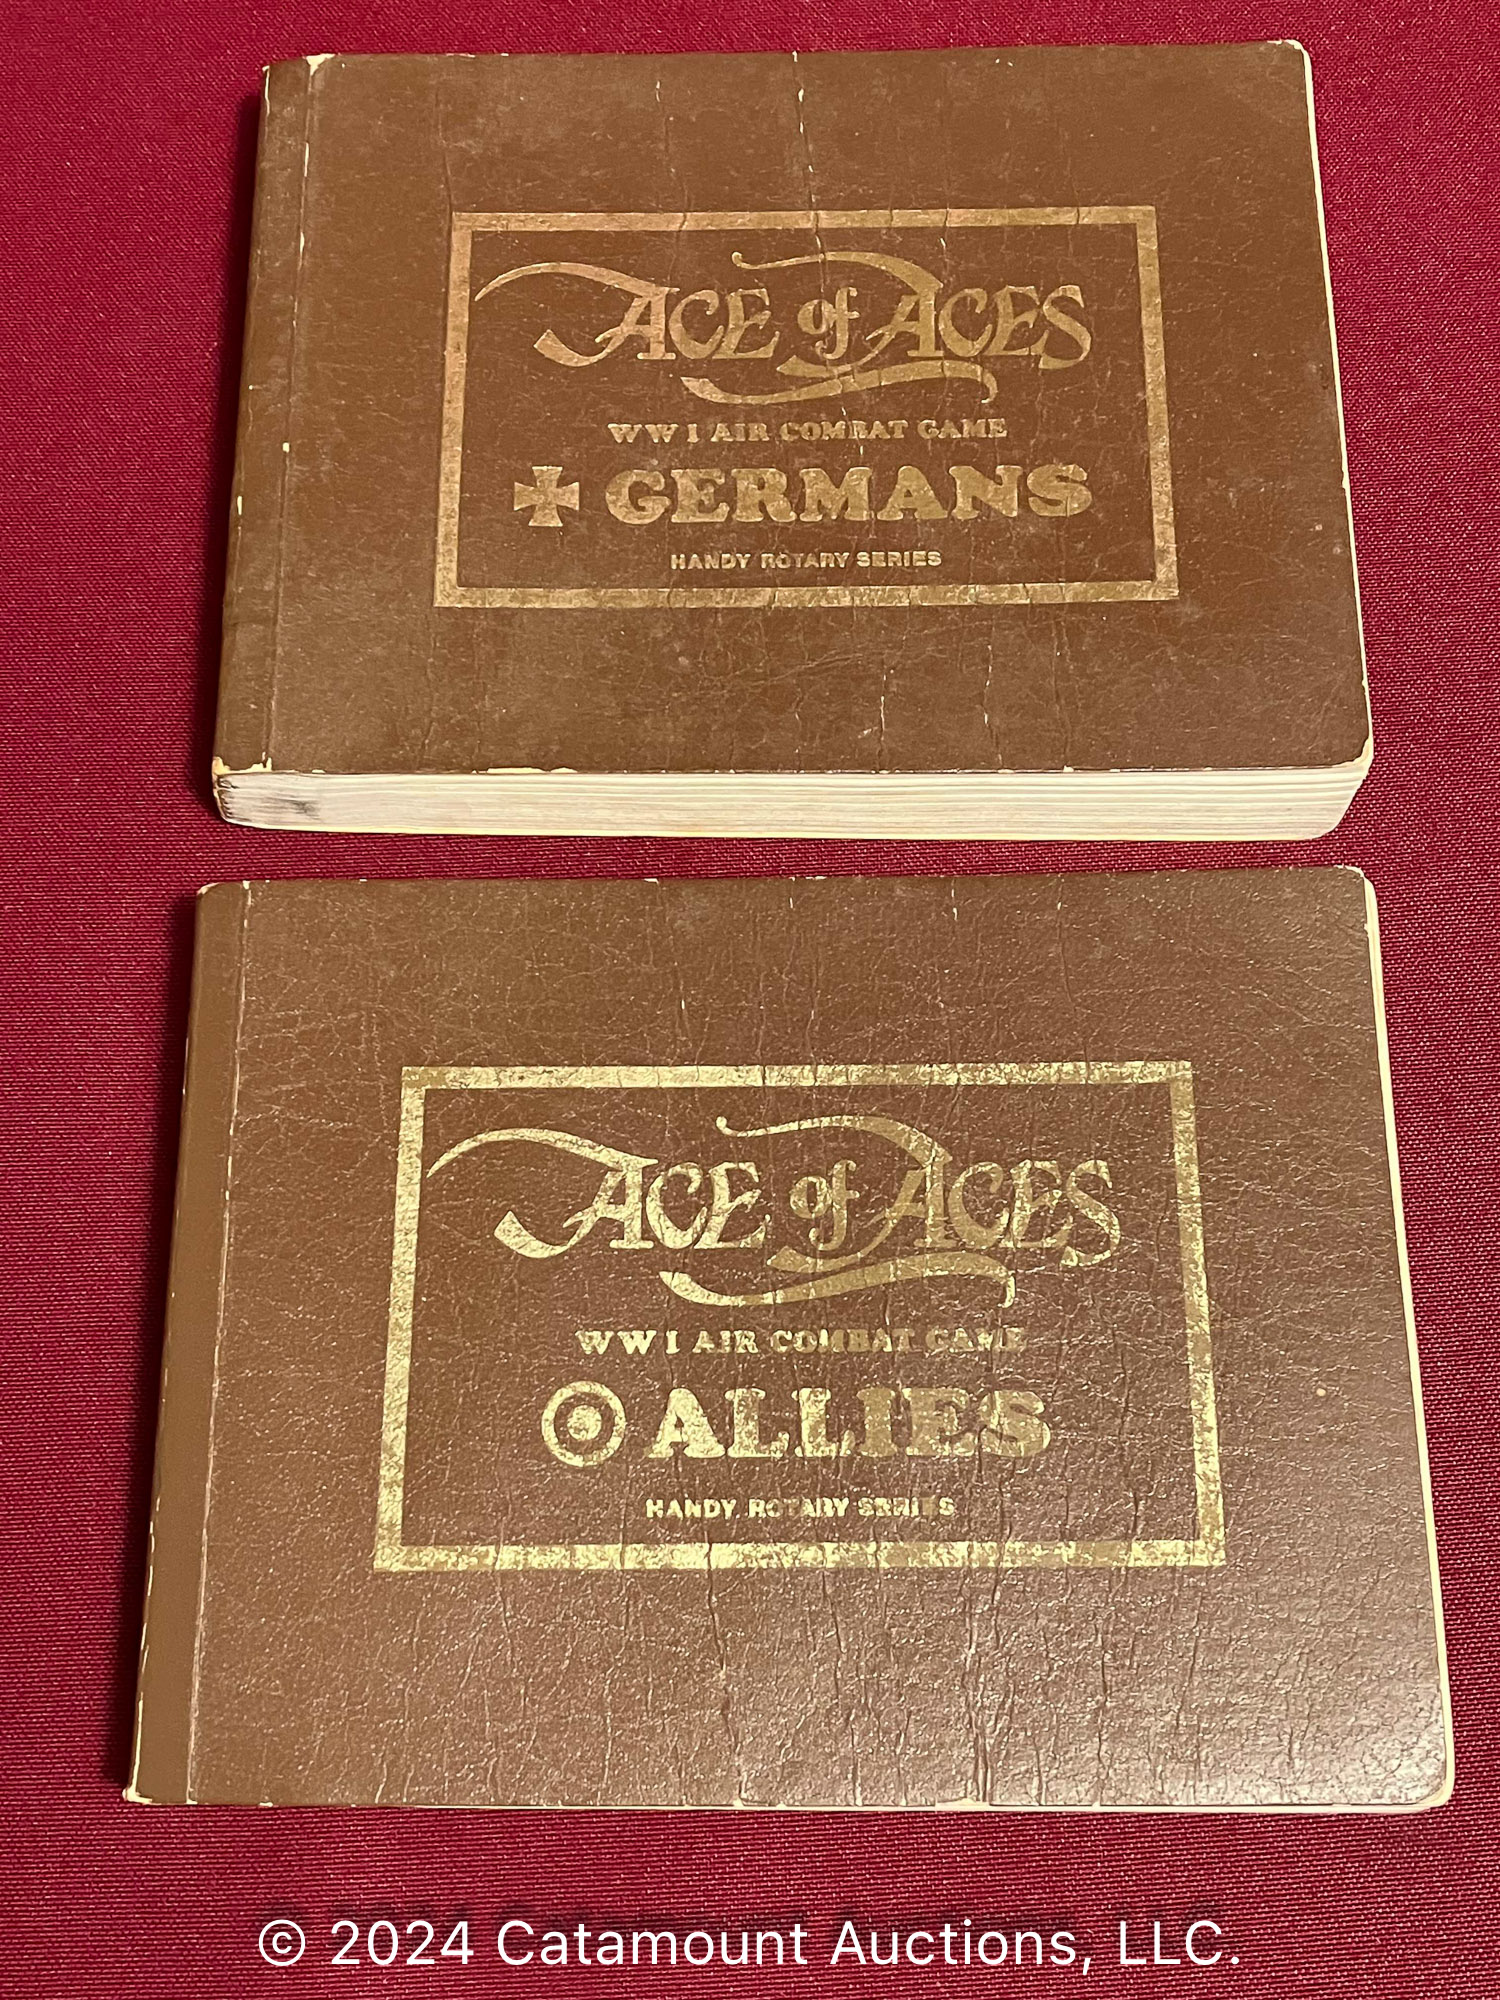 ACE of ACES
WW I AIR COMBAT GAME
GERMANS
HANDY ROTARY SERIES
ACE of ACES
WW I AIR COMBAT GAME
ALLIES
HANDY ROTARY SERIES
© 2024 Catamount Auctions, LLC.